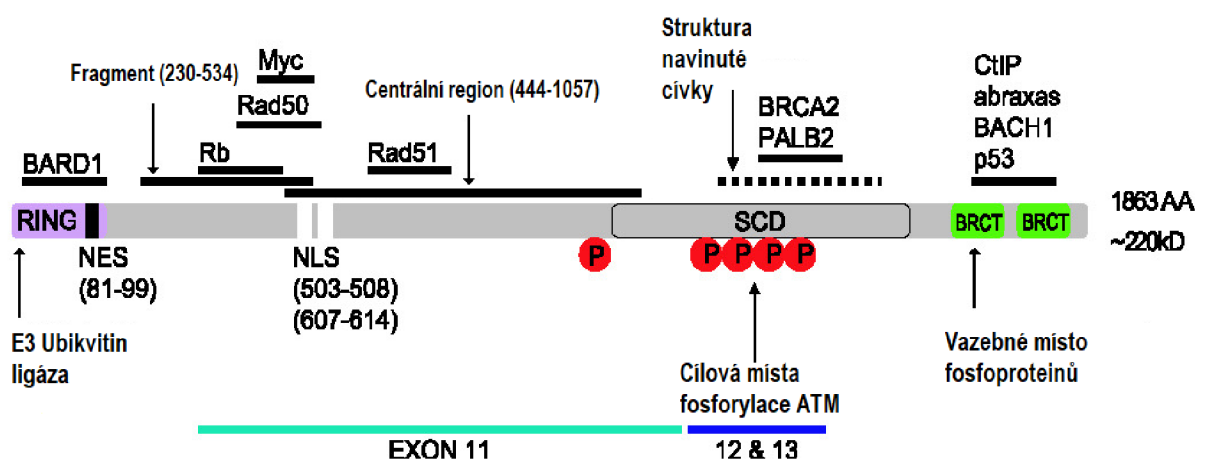 Struktura
navinuté
cívky
Fragment (230-534)
Myc
Rad50
Rb
BARD1
Centrální region (444-1057)
Rad51
BRCA2
PALB2
CtIP
abraxas
BACH1
p53
RING
SCD
BRCT
BRCT
1863 AA
~220kD
P
P
P
P
P
NES
(81-99)
NLS
(503-508)
(607-614)
E3 Ubikvitin
ligáza
Cílová místa
fosforylace ATM
Vazebné místo
fosfoproteinů
EXON 11
12 & 13